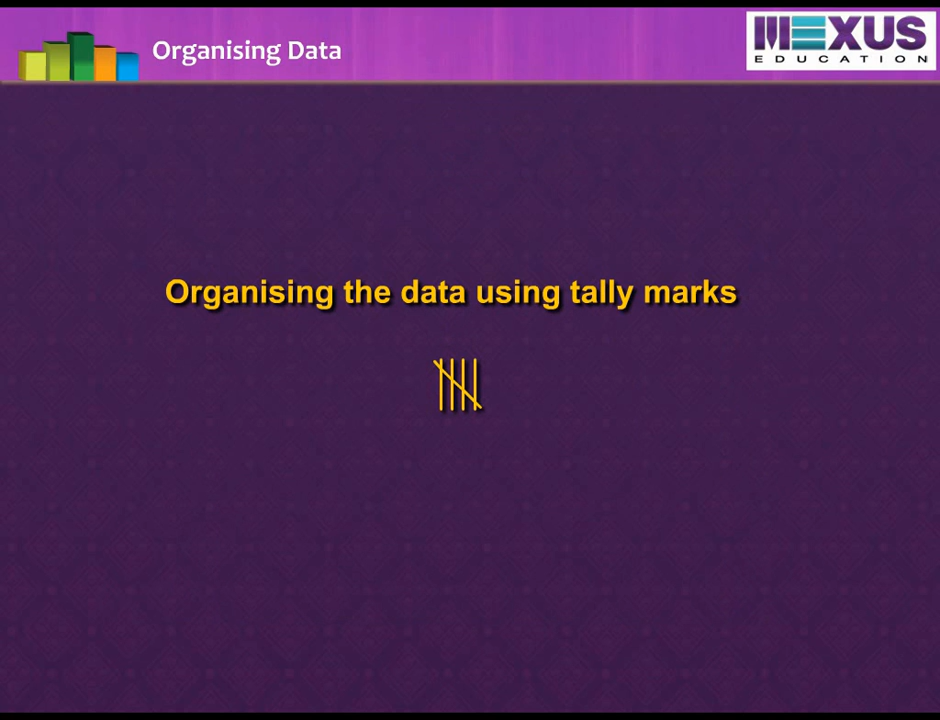 Organising Data
MEXUS
EDUCATION
Organising the data using tally marks